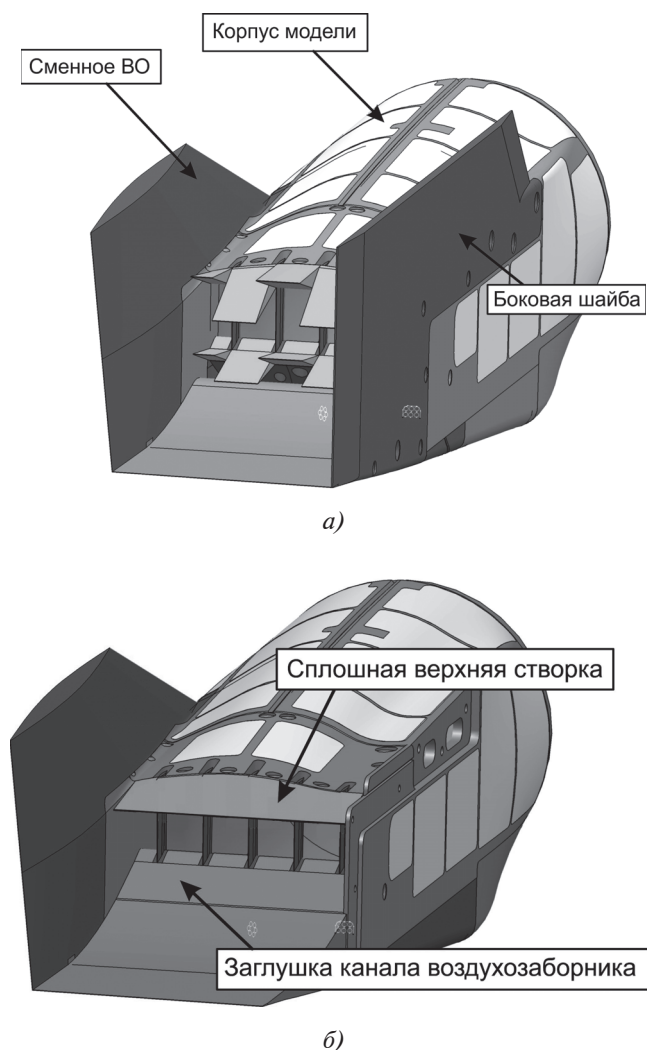 Корпус модели
Сменное ВО
Боковая шайба
а)
Сплошная верхняя створка
Заглушка канала воздухозаборника
б)